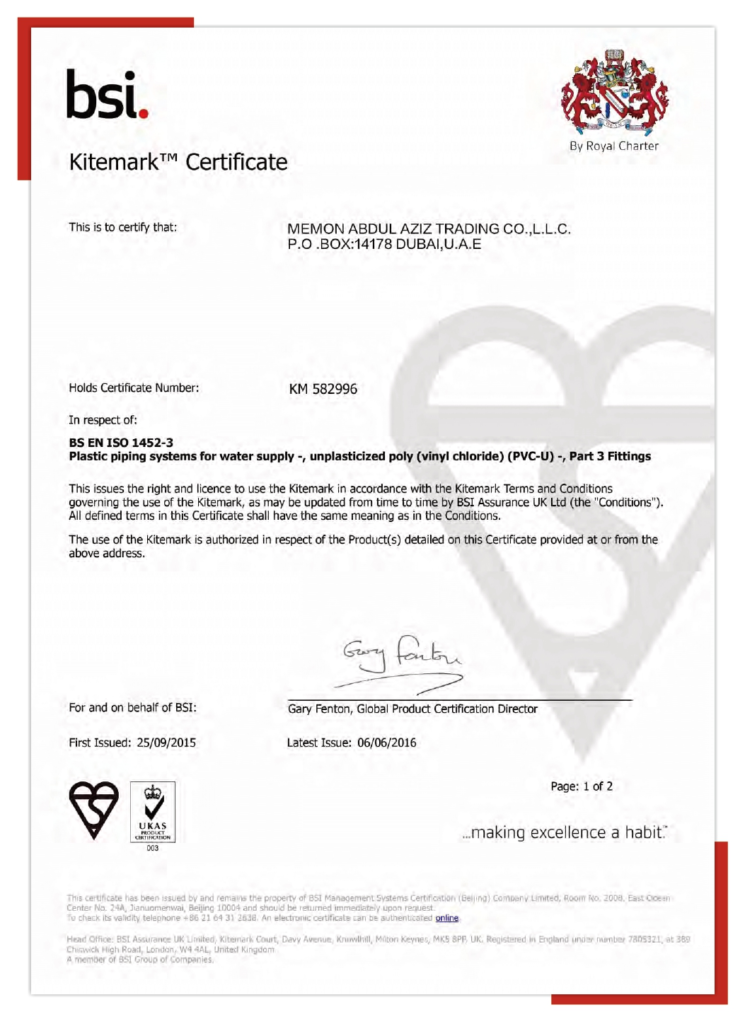 bsi.
By Royal Charter
Kitemark™ Certificate
This is to certify that:
MEMON ABDUL AZIZ TRADING CO.,L.L.C.
P.O .BOX:14178 DUBAI,U.A.E
Holds Certificate Number:
KM 582996
In respect of:
BS EN ISO 1452-3
Plastic piping systems for water supply -, unplasticized poly (vinyl chloride) (PVC-U) -, Part 3 Fittings
This issues the right and licence to use the Kitemark in accordance with the Kitemark Terms and Conditions
governing the use of the Kitemark, as may be updated from time to time by BSI Assurance UK Ltd (the "Conditions").
All defined terms in this Certificate shall have the same meaning as in the Conditions.
The use of the Kitemark is authorized in respect of the Product(s) detailed on this Certificate provided at or from the
above address.
Gary Fenton
For and on behalf of BSI:
Gary Fenton, Global Product Certification Director
First Issued: 25/09/2015
Latest Issue: 06/06/2016
Page: 1 of 2
UKAS
PRODUCT
CERTIFICATION
003
...making excellence a habit.™
This certificate has been issued by and remains the property of BSI Management Systems Certification (Beijing) Company Limited, Room No. 2008, East Ocean
Center No. 24A, Jianguomenwai, Beijing 10004 and should be returned immediately upon request.
To check its validity telephone +86 21 64 31 2838. An electronic certificate can be authenticated online.
Head Office: BSI Assurance UK Limited, Kitemark Court, Davy Avenue, Knowlhill, Milton Keynes, MK5 8PP, UK. Registered in England under number 7805321, at 389
Chiswick High Road, London, W4 4AL, United Kingdom.
A member of BSI Group of Companies.